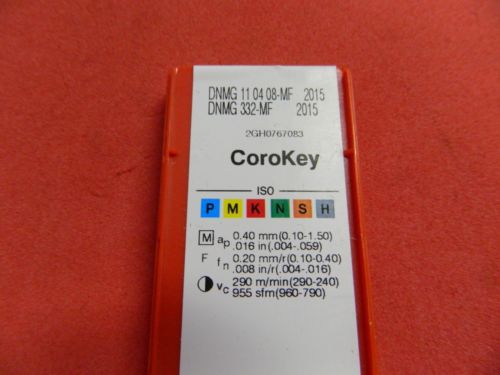 DNMG 11 04 08-MF 2015
DNMG 332-MF 2015
2GH0767083
CoroKey
ISO
P M K N S H
M ap 0.40 mm(0.10-1.50)
.016 in(.004-.059)
F fn 0.20 mm/r(0.10-0.40)
.008 in/r(.004-.016)
vc 290 m/min(290-240)
955 sfm(960-790)